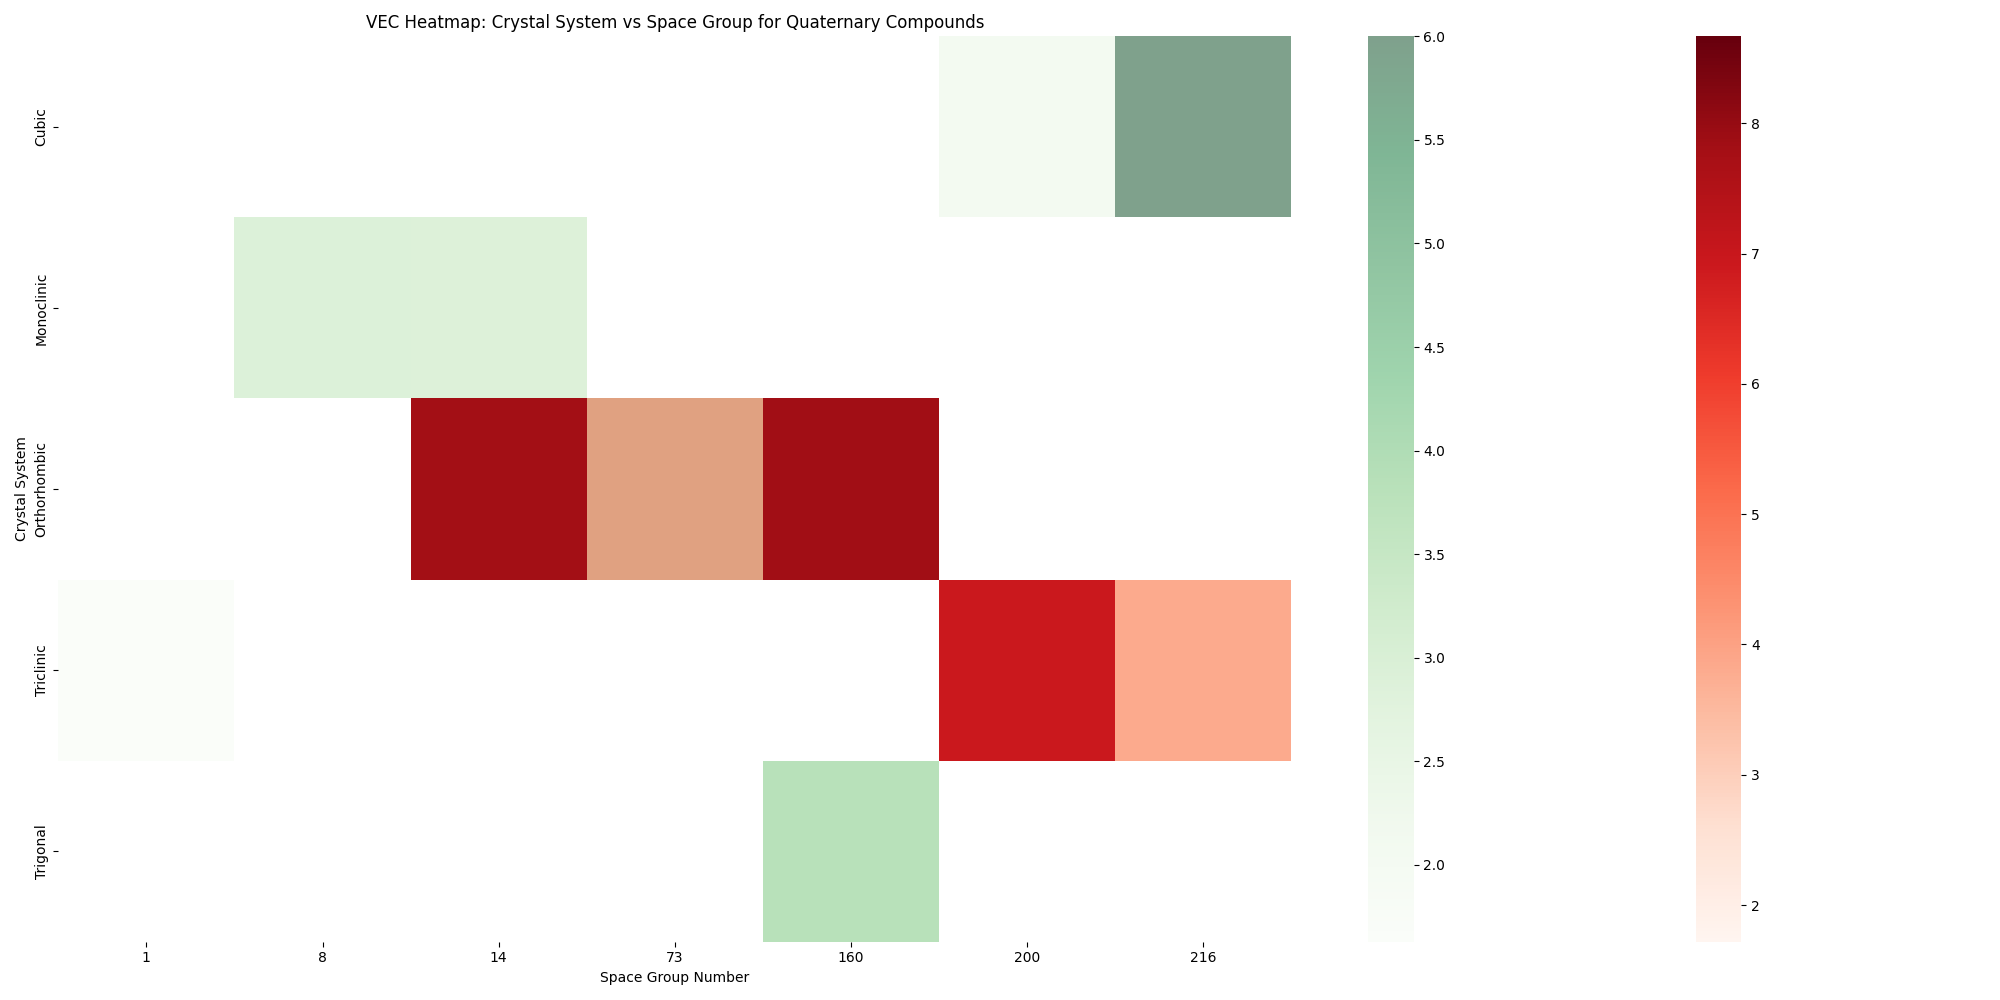 VEC Heatmap: Crystal System vs Space Group for Quaternary Compounds
Crystal System
Cubic
Monoclinic
Orthorhombic
Triclinic
Trigonal
1
8
14
73
160
200
216
Space Group Number
6.0
5.5
5.0
4.5
4.0
3.5
3.0
2.5
2.0
8
7
6
5
4
3
2